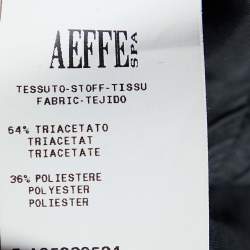 AEFFE SPA
TESSUTO-STOFF-TISSU
FABRIC-TEJIDO
64% TRIACETATO
TRIACETAT
TRIACETATE
36% POLIESTERE
POLYESTER
POLIESTER